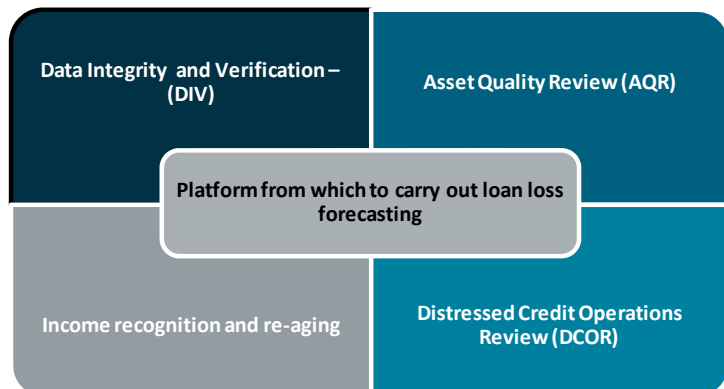 Data Integrity and Verification –
(DIV)
Asset Quality Review (AQR)
Platform from which to carry out loan loss
forecasting
Income recognition and re-aging
Distressed Credit Operations
Review (DCOR)